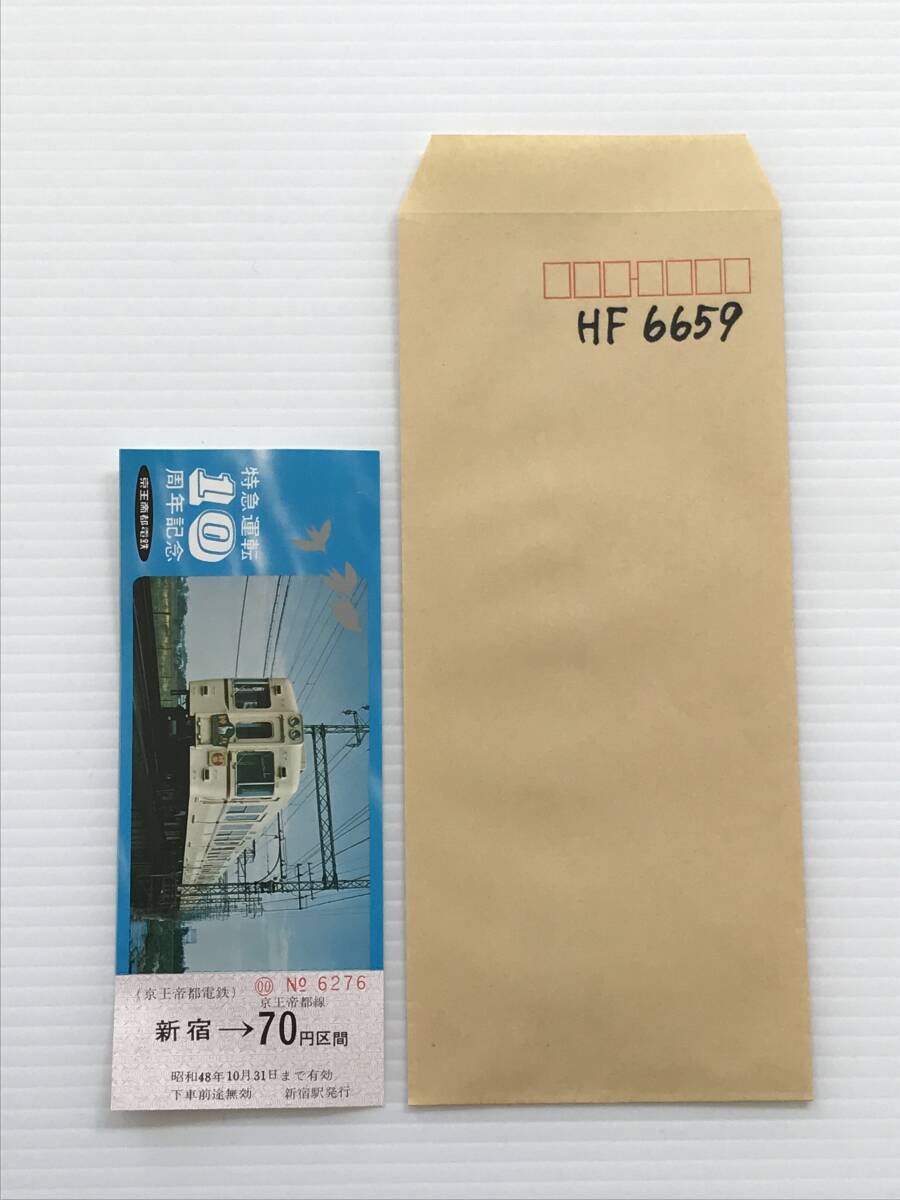 HF 6659
特急運転
10
周年記念
京王帝都電鉄
(京王帝都電鉄)
00 № 6276
京王帝都線
新宿→70円区間
昭和48年10月31日まで有効
下車前途無効 新宿駅発行